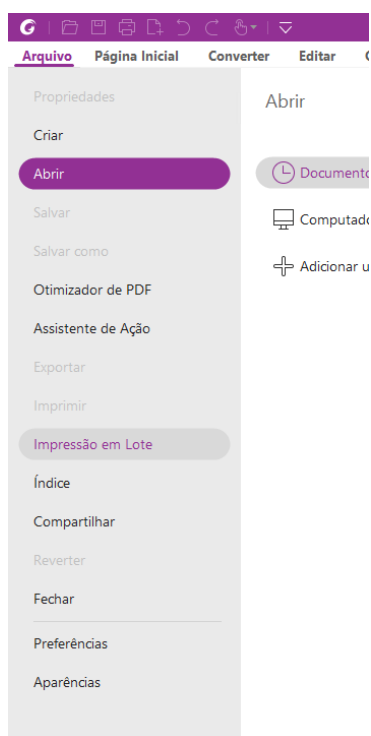 Arquivo Página Inicial Converter Editar
Propriedades
Abrir
Criar
Abrir
Documento
Salvar
Computado
Salvar como
Adicionar u
Otimizador de PDF
Assistente de Ação
Exportar
Imprimir
Impressão em Lote
Índice
Compartilhar
Reverter
Fechar
Preferências
Aparências